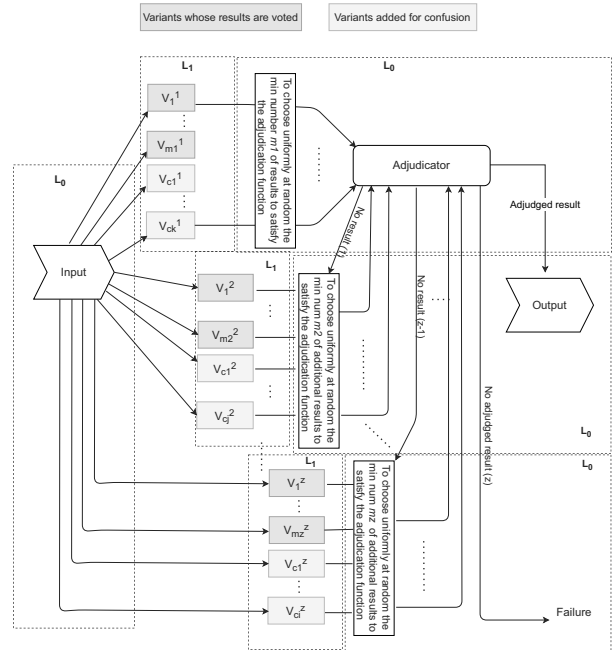 Variants whose results are voted
Variants added for confusion
L1
L0
V1^1
Vm1^1
Vc1^1
Vck^1
To choose uniformly at random the
min number m1 of results to satisfy
the adjudication function
Adjudicator
Adjudged result
L0
Input
No result (1)
L1
V1^2
Vm2^2
Vc1^2
Vcj^2
To choose uniformly at random the
min num m2 of additional results to
satisfy the adjudication function
No result (z-1)
Output
No adjudged result (z)
L0
L1
L0
V1^z
Vmz^z
Vc1^z
Vci^z
To choose uniformly at random the
min num mz of additional results to
satisfy the adjudication function
Failure